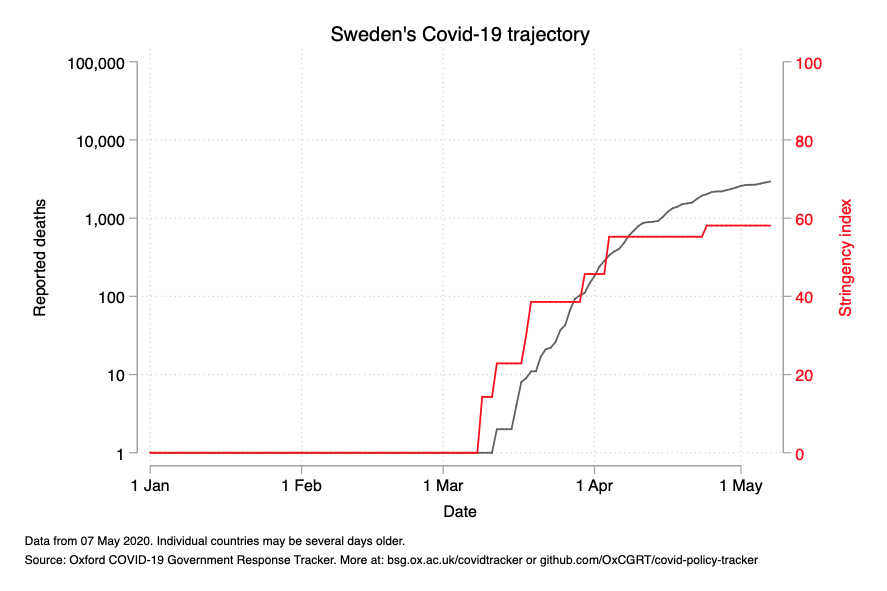 Sweden's Covid-19 trajectory
100,000
10,000
1,000
100
10
1
Reported deaths
100
80
60
40
20
0
Stringency index
1 Jan
1 Feb
1 Mar
1 Apr
1 May
Date
Data from 07 May 2020. Individual countries may be several days older.
Source: Oxford COVID-19 Government Response Tracker. More at: bsg.ox.ac.uk/covidtracker or github.com/OxCGRT/covid-policy-tracker